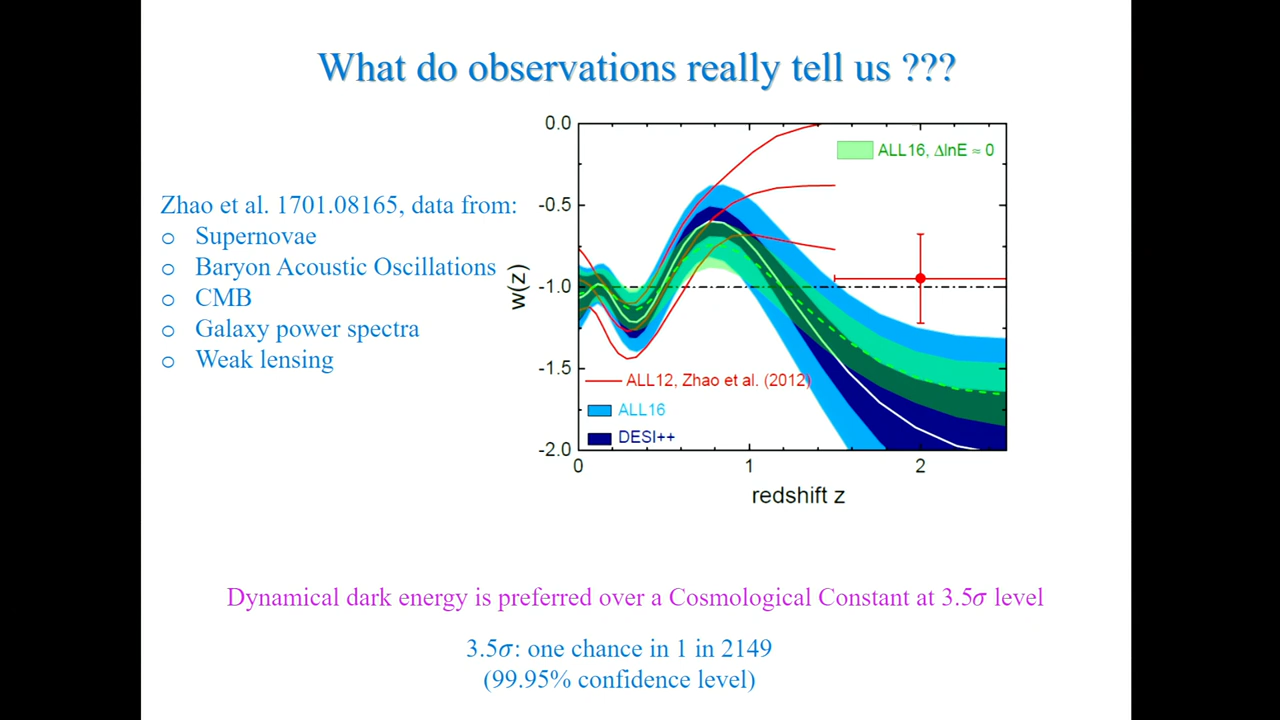 What do observations really tell us ???
Zhao et al. 1701.08165, data from:
o Supernovae
o Baryon Acoustic Oscillations
o CMB
o Galaxy power spectra
o Weak lensing
0.0
-0.5
-1.0
-1.5
-2.0
w(z)
ALL16, ΔlnE ≈ 0
ALL12, Zhao et al. (2012)
ALL16
DESI++
0
1
2
redshift z
Dynamical dark energy is preferred over a Cosmological Constant at 3.5σ level
3.5σ: one chance in 1 in 2149
(99.95% confidence level)